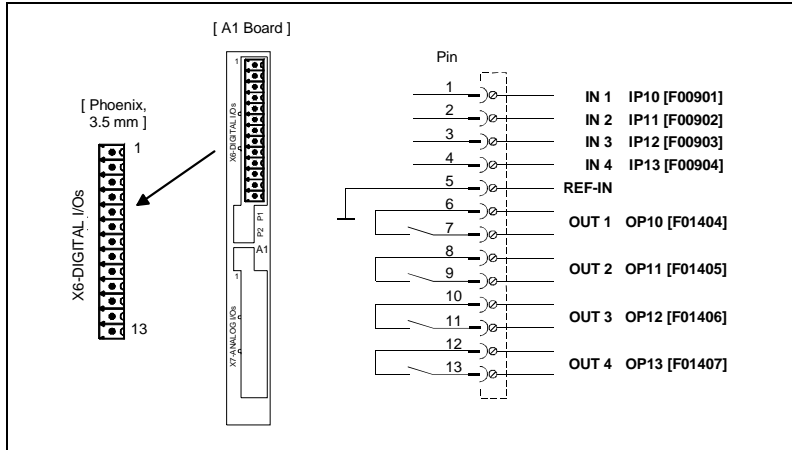 [ A1 Board ]
[ Phoenix,
3.5 mm ]
1
13
X6-DIGITAL I/Os
1
X6-DIGITAL I/Os
P1
P2
A1
1
X7-ANALOG I/Os
Pin
1 IN 1 IP10 [F00901]
2 IN 2 IP11 [F00902]
3 IN 3 IP12 [F00903]
4 IN 4 IP13 [F00904]
5 REF-IN
6
OUT 1 OP10 [F01404]
7
8
OUT 2 OP11 [F01405]
9
10
OUT 3 OP12 [F01406]
11
12
OUT 4 OP13 [F01407]
13